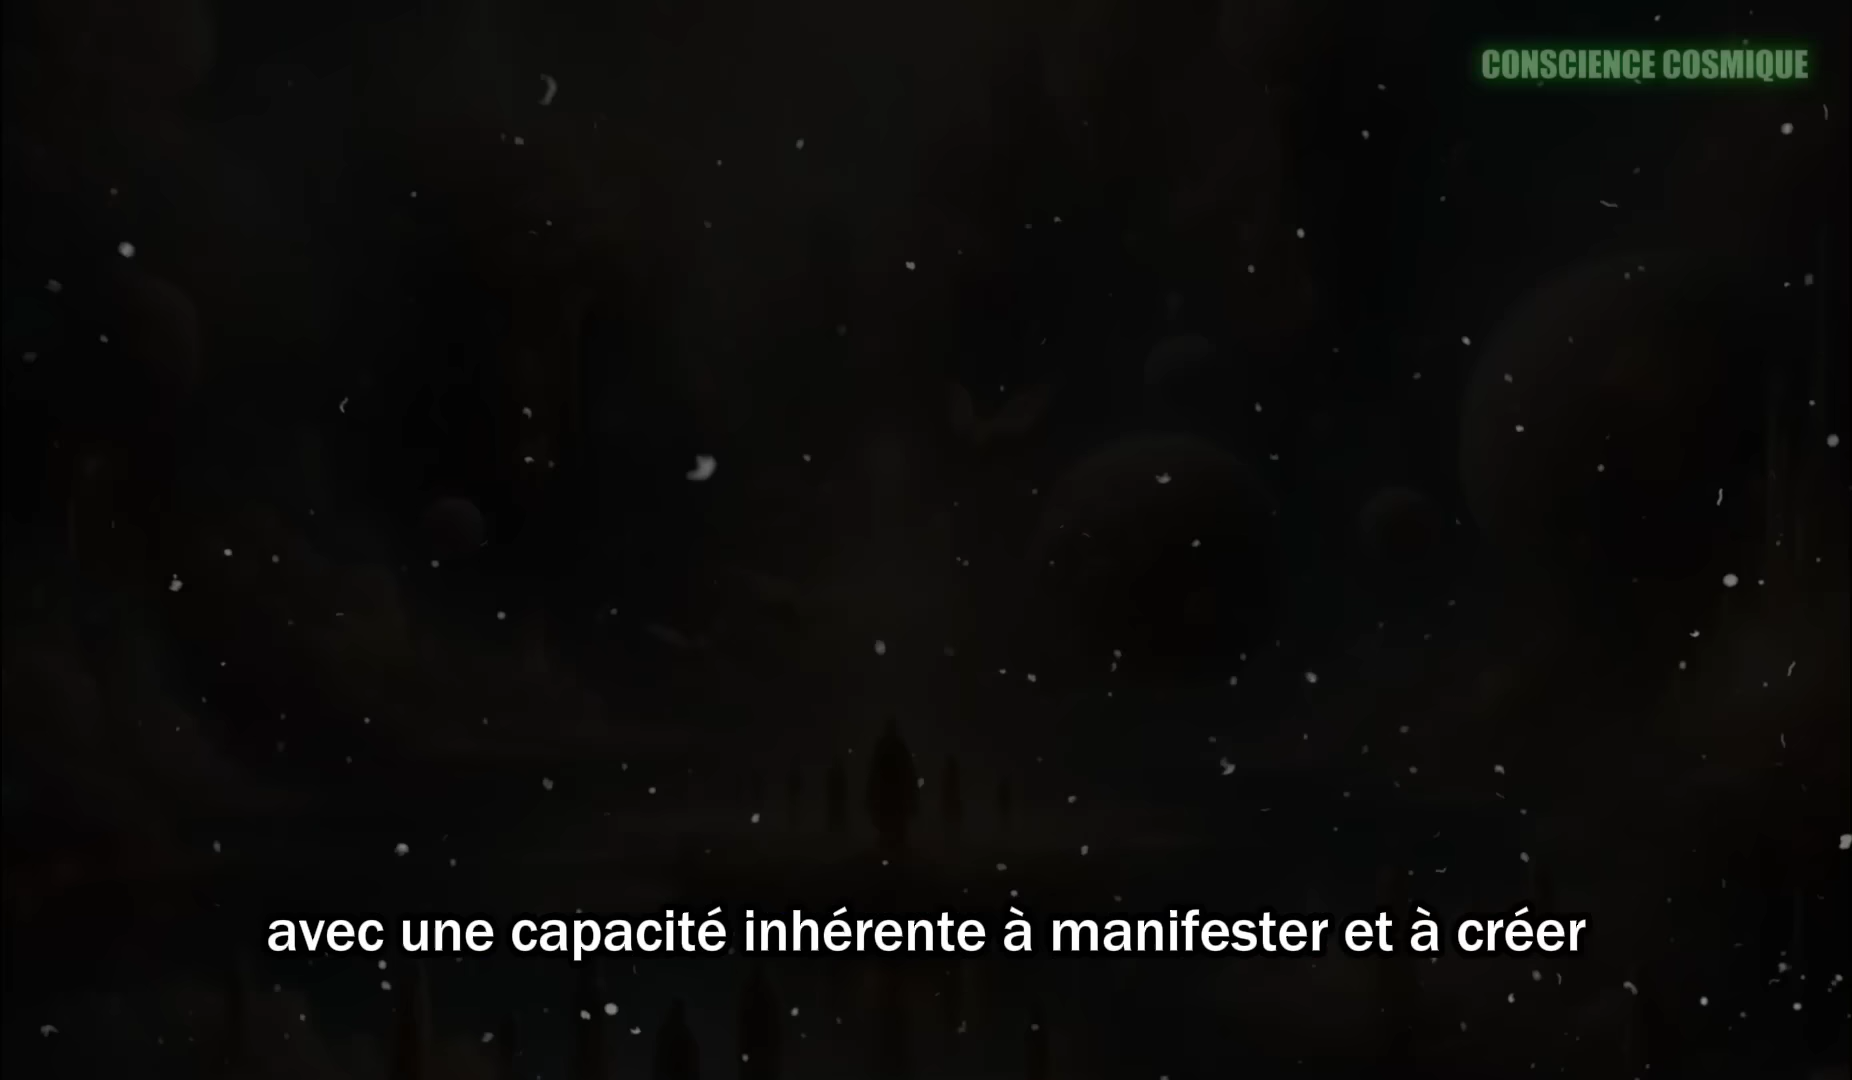 CONSCIENCE COSMIQUE
avec une capacité inhérente à manifester et à créer